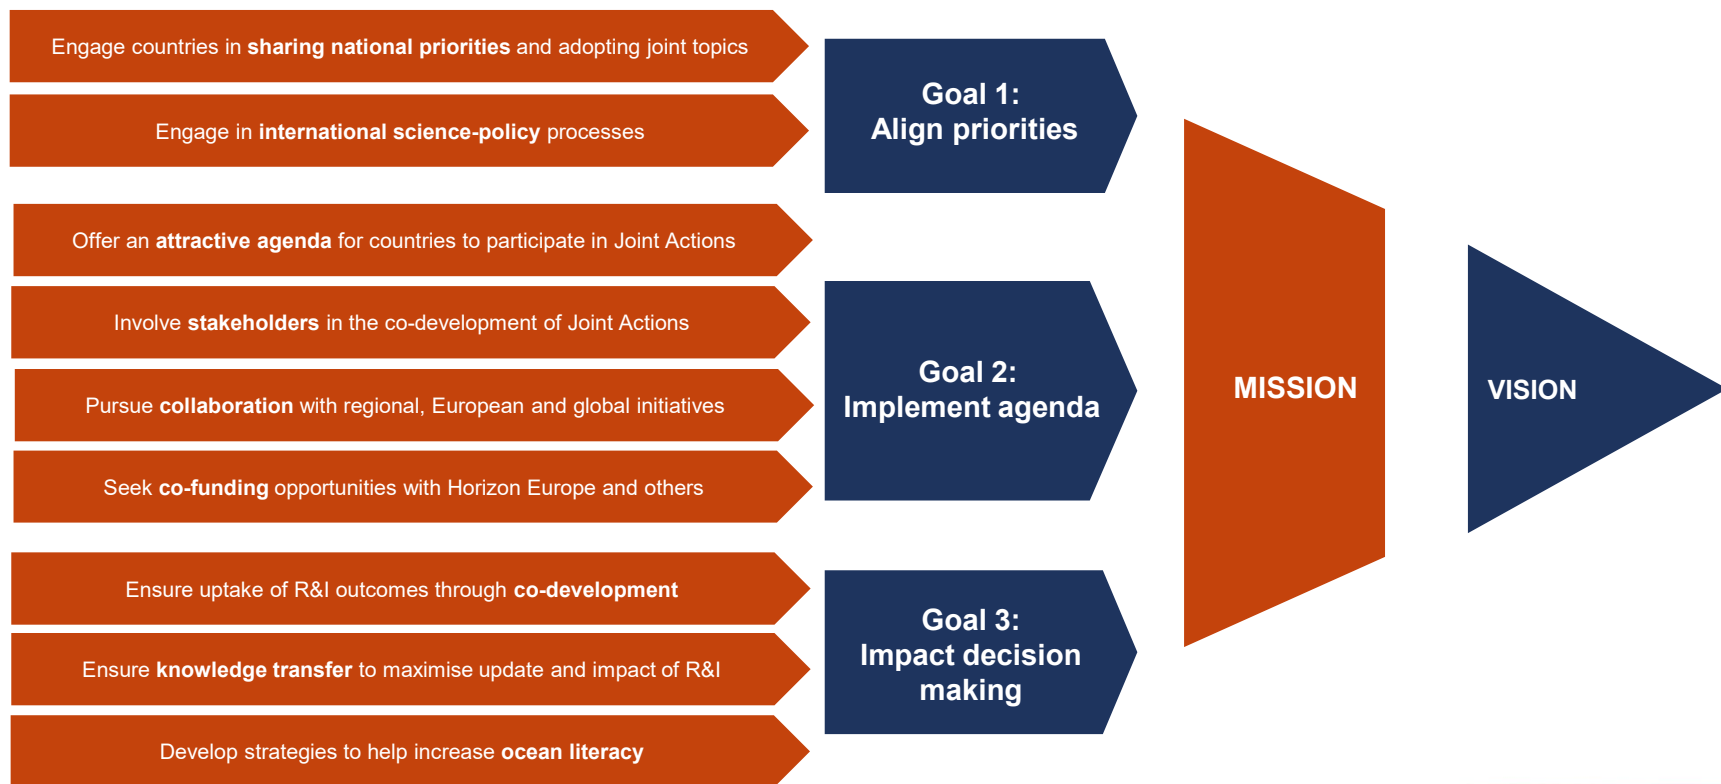 Engage countries in sharing national priorities and adopting joint topics
Engage in international science-policy processes
Goal 1:
Align priorities
Offer an attractive agenda for countries to participate in Joint Actions
Involve stakeholders in the co-development of Joint Actions
Pursue collaboration with regional, European and global initiatives
Seek co-funding opportunities with Horizon Europe and others
Goal 2:
Implement agenda
Ensure uptake of R&I outcomes through co-development
Ensure knowledge transfer to maximise update and impact of R&I
Develop strategies to help increase ocean literacy
Goal 3:
Impact decision
making
MISSION
VISION